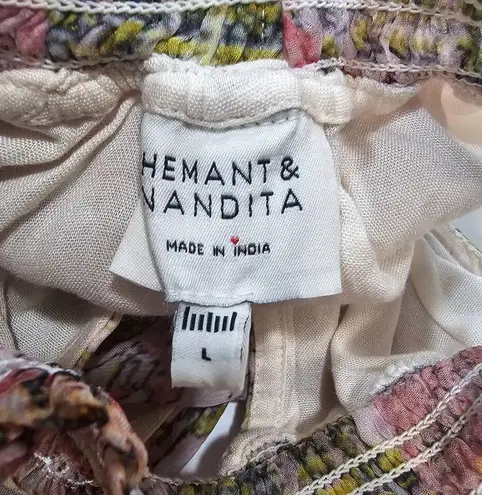 HEMANT &
NANDITA
MADE IN INDIA
L